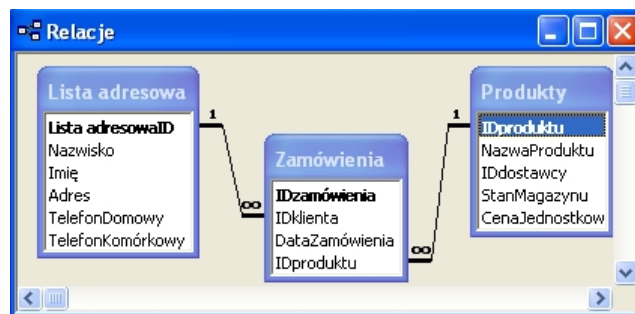 Relacje
Lista adresowa
Lista adresowaID
Nazwisko
Imię
Adres
TelefonDomowy
TelefonKomórkowy
1
∞
Zamówienia
IDzamówienia
IDklienta
DataZamówienia
IDproduktu
∞
1
Produkty
IDproduktu
NazwaProduktu
IDdostawcy
StanMagazynu
CenaJednostkow